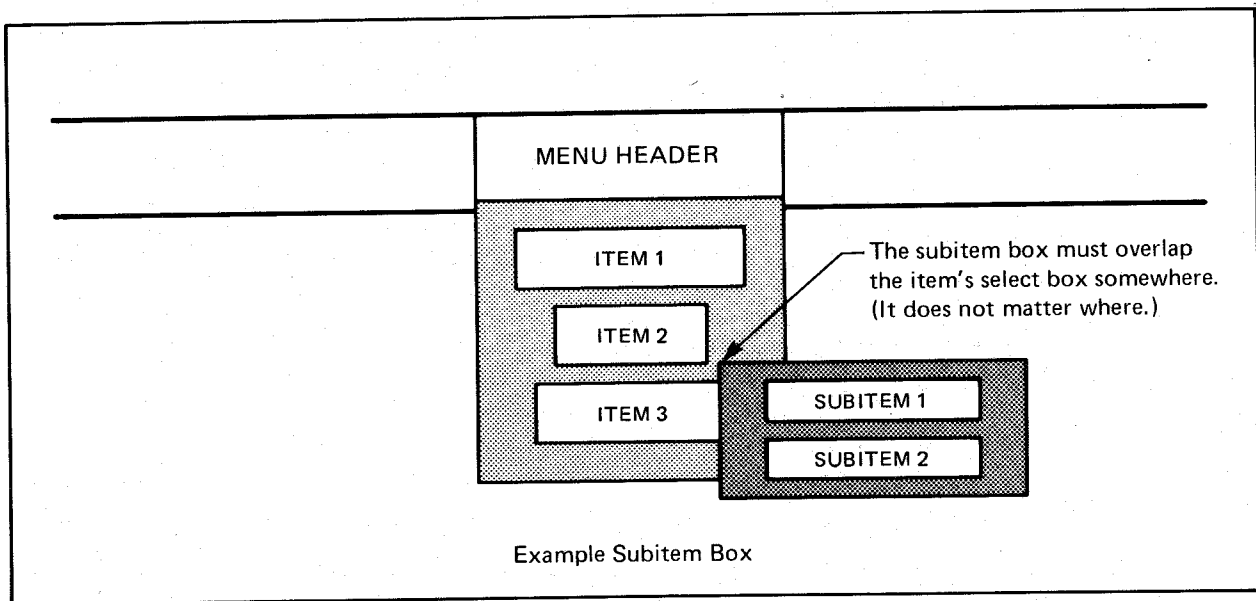 MENU HEADER
ITEM 1
The subitem box must overlap
the item's select box somewhere.
(It does not matter where.)
ITEM 2
ITEM 3
SUBITEM 1
SUBITEM 2
Example Subitem Box